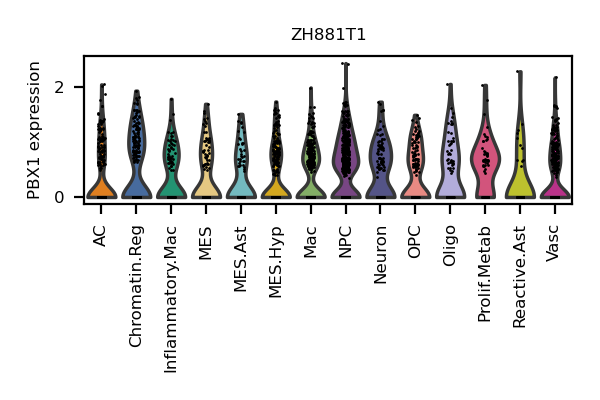 ZH881T1
PBX1 expression
2
0
AC
Chromatin.Reg
Inflammatory.Mac
MES
MES.Ast
MES.Hyp
Mac
NPC
Neuron
OPC
Oligo
Prolif.Metab
Reactive.Ast
Vasc